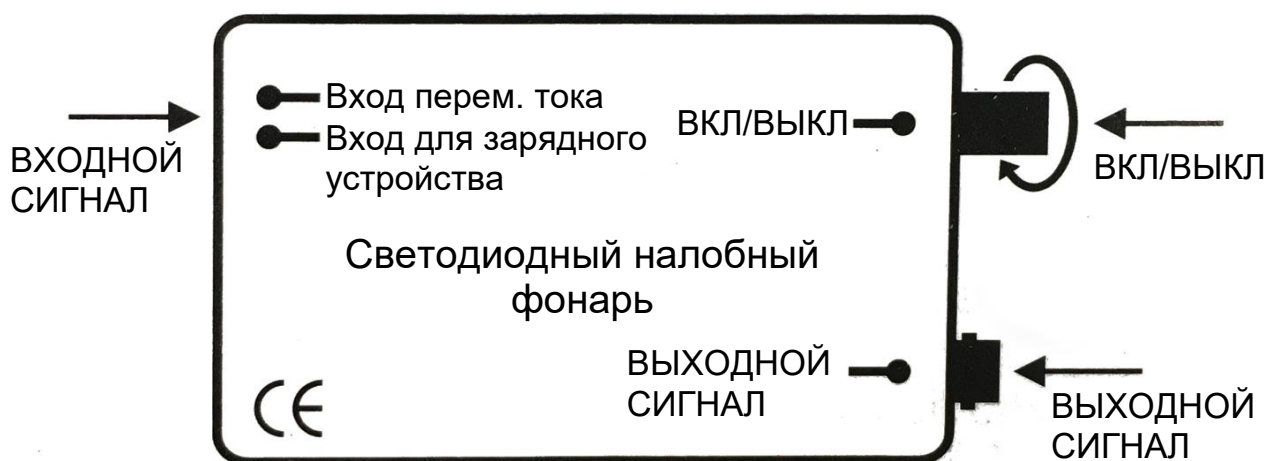 ВХОДНОЙ
СИГНАЛ
Вход перем. тока
Вход для зарядного
устройства
ВКЛ/ВЫКЛ
ВКЛ/ВЫКЛ
Светодиодный налобный
фонарь
ВЫХОДНОЙ
СИГНАЛ
ВЫХОДНОЙ
СИГНАЛ
CE